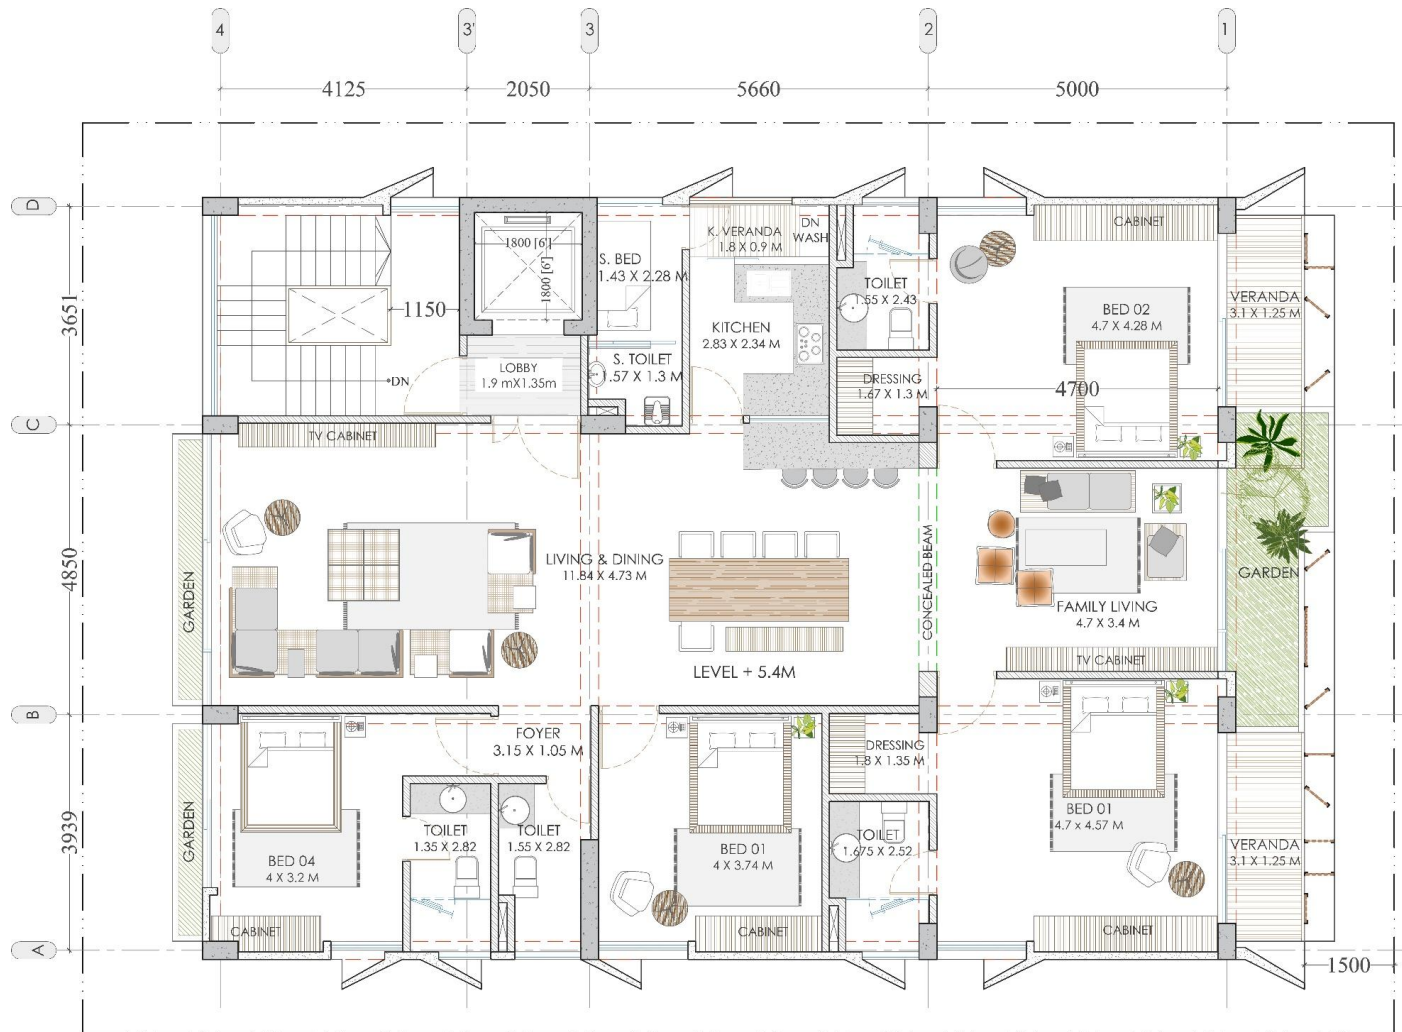 4
3'
3
2
1
4125
2050
5660
5000
D
C
B
A
3651
4850
3939
1800 [6']
1800 [6']
1150
DN
LOBBY
1.9 mX1.35m
S. BED
1.43 X 2.28 M
S. TOILET
1.57 X 1.3 M
K. VERANDA
1.8 X 0.9 M
DN
WASH
KITCHEN
2.83 X 2.34 M
TOILET
1.55 X 2.43
DRESSING
1.67 X 1.3 M
CABINET
BED 02
4.7 X 4.28 M
4700
VERANDA
3.1 X 1.25 M
TV CABINET
GARDEN
LIVING & DINING
11.84 X 4.73 M
LEVEL + 5.4M
CONCEALED BEAM
FAMILY LIVING
4.7 X 3.4 M
TV CABINET
GARDEN
GARDEN
BED 04
4 X 3.2 M
CABINET
FOYER
3.15 X 1.05 M
TOILET
1.35 X 2.82
TOILET
1.55 X 2.82
BED 01
4 X 3.74 M
CABINET
DRESSING
1.8 X 1.35 M
TOILET
1.675 X 2.52
BED 01
4.7 x 4.57 M
CABINET
VERANDA
3.1 X 1.25 M
1500